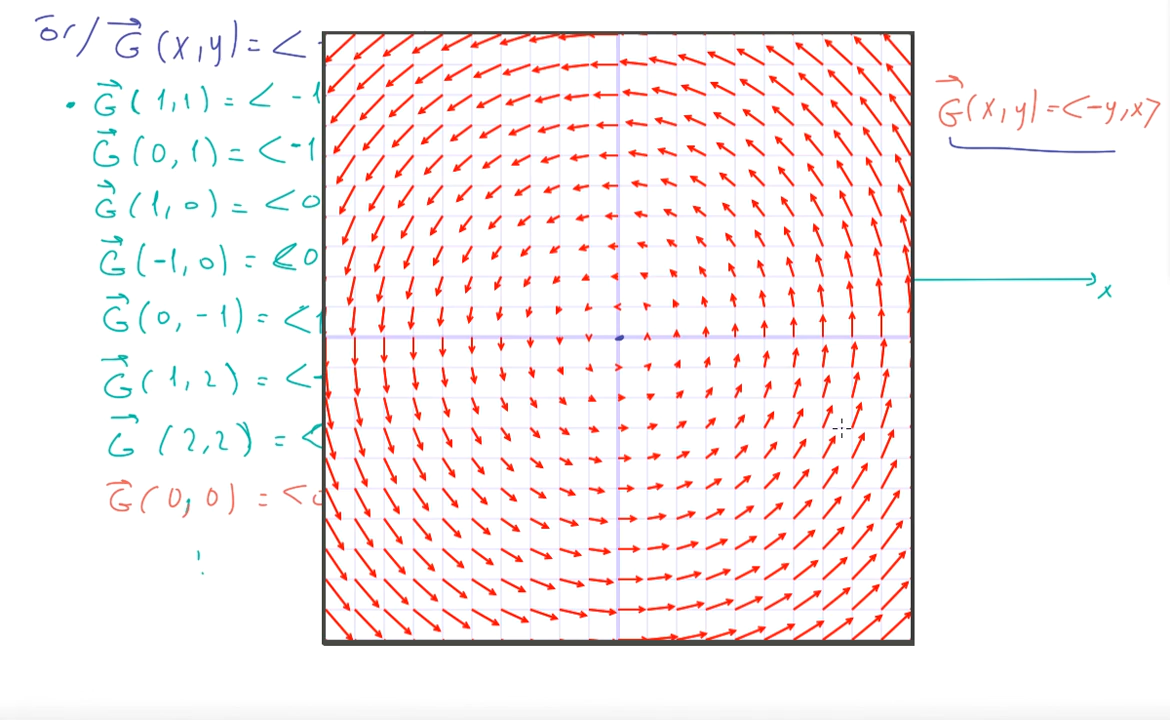 or/ G⃗(x,y)=<-
• G⃗(1,1)=<-1
G⃗(0,1)=<-1
G⃗(1,0)=<0
G⃗(-1,0)=<0
G⃗(0,-1)=<1
G⃗(1,2)=<-
G⃗(2,2)=<
G⃗(0,0)=<0
G⃗(x,y)=<-y,x>
x